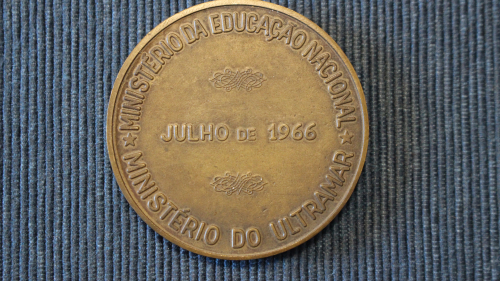 MINISTÉRIO DA EDUCAÇÃO NACIONAL
JULHO DE 1966
MINISTÉRIO DO ULTRAMAR